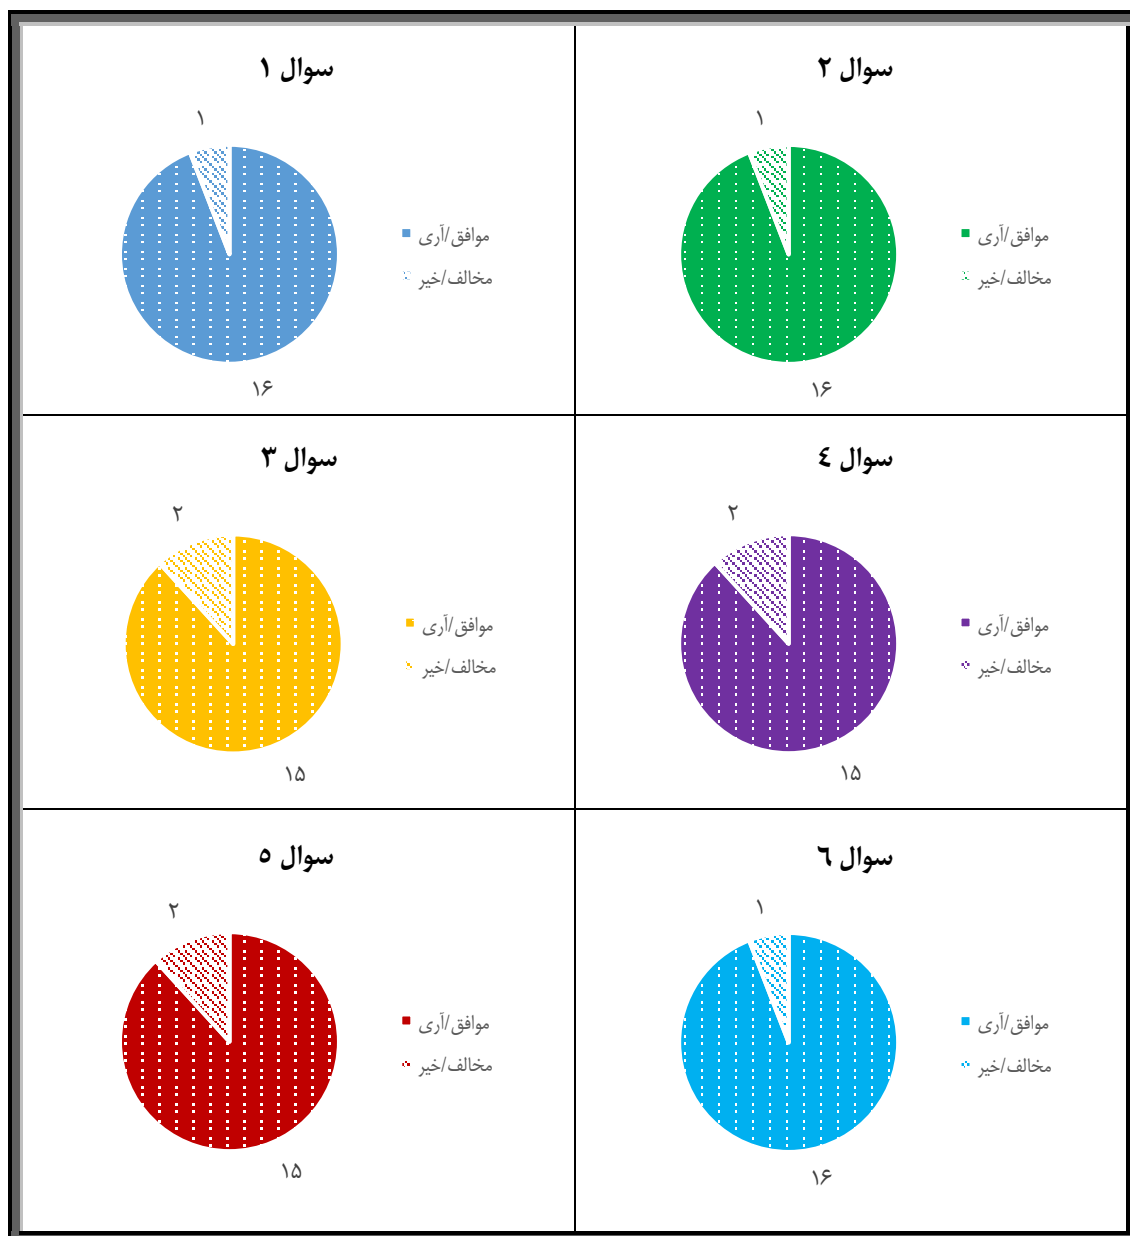 سوال ۱
۱
موافق/آری
مخالف/خیر
۱۶
سوال ۲
۱
موافق/آری
مخالف/خیر
۱۶
سوال ۳
۲
موافق/آری
مخالف/خیر
۱۵
سوال ٤
۲
موافق/آری
مخالف/خیر
۱۵
سوال ٥
۲
موافق/آری
مخالف/خیر
۱۵
سوال ٦
۱
موافق/آری
مخالف/خیر
۱۶